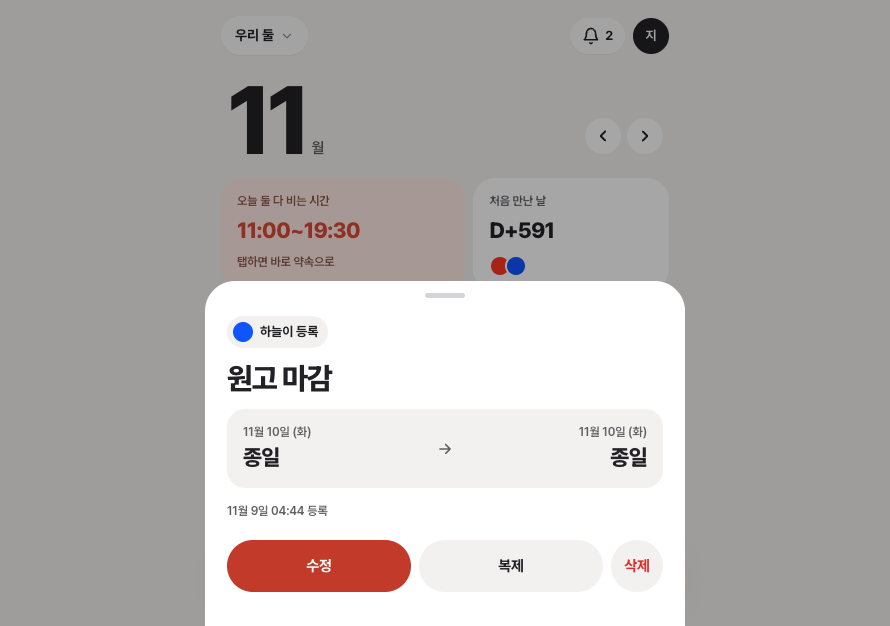 우리 둘
2
지
11월
오늘 둘 다 비는 시간
11:00~19:30
탭하면 바로 약속으로
처음 만난 날
D+591
하늘이 등록
원고 마감
11월 10일 (화)
종일
→
11월 10일 (화)
종일
11월 9일 04:44 등록
수정
복제
삭제